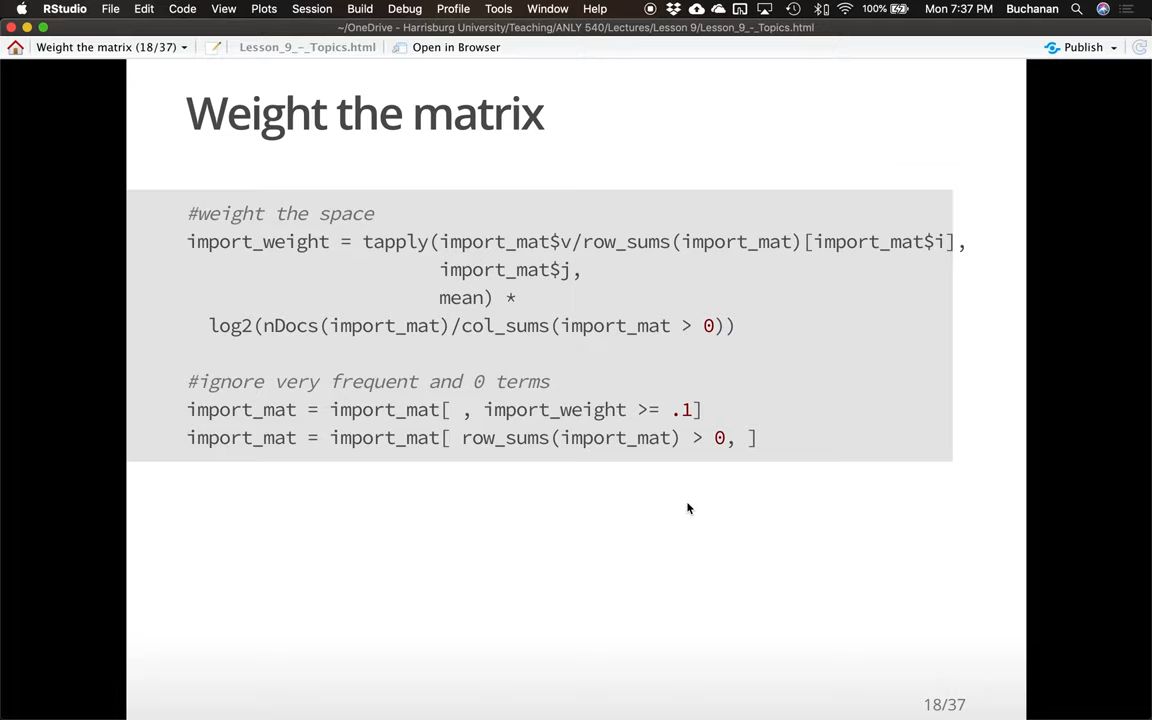 RStudio File Edit Code View Plots Session Build Debug Profile Tools Window Help 100% Mon 7:37 PM Buchanan
~/OneDrive - Harrisburg University/Teaching/ANLY 540/Lectures/Lesson 9/Lesson_9_-_Topics.html
Weight the matrix (18/37) Lesson_9_–_Topics.html Open in Browser Publish
Weight the matrix
#weight the space
import_weight = tapply(import_mat$v/row_sums(import_mat)[import_mat$i],
import_mat$j,
mean) *
log2(nDocs(import_mat)/col_sums(import_mat > 0))
#ignore very frequent and 0 terms
import_mat = import_mat[ , import_weight >= .1]
import_mat = import_mat[ row_sums(import_mat) > 0, ]
18/37